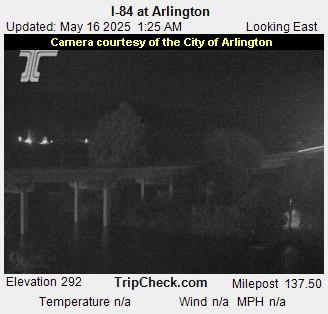 I-84 at Arlington
Updated: May 16 2025 1:25 AM Looking East
Camera courtesy of the City of Arlington
Elevation 292 TripCheck.com Milepost 137.50
Temperature n/a Wind n/a MPH n/a